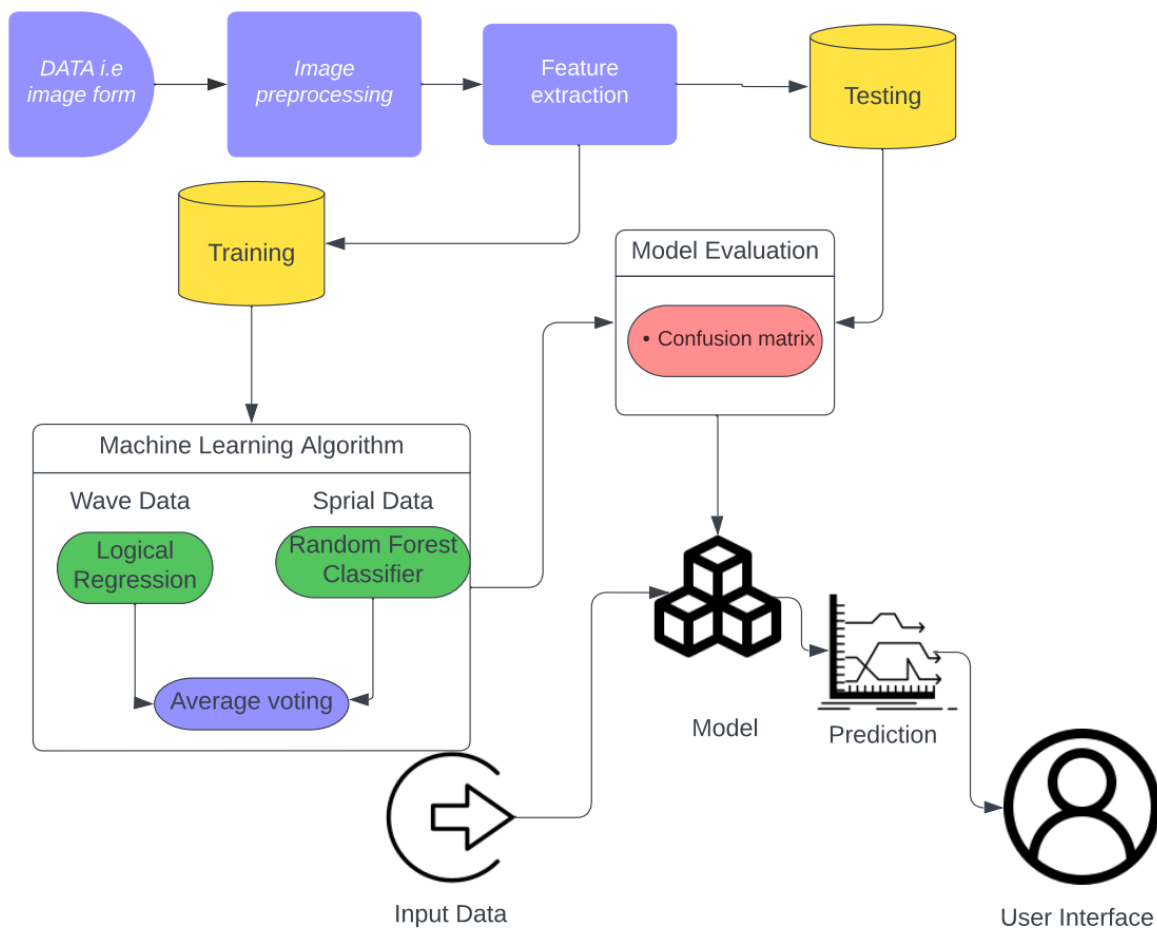 DATA i.e
image form
Image
preprocessing
Feature
extraction
Testing
Training
Model Evaluation
• Confusion matrix
Machine Learning Algorithm
Wave Data
Sprial Data
Logical
Regression
Random Forest
Classifier
Average voting
Model
Prediction
Input Data
User Interface